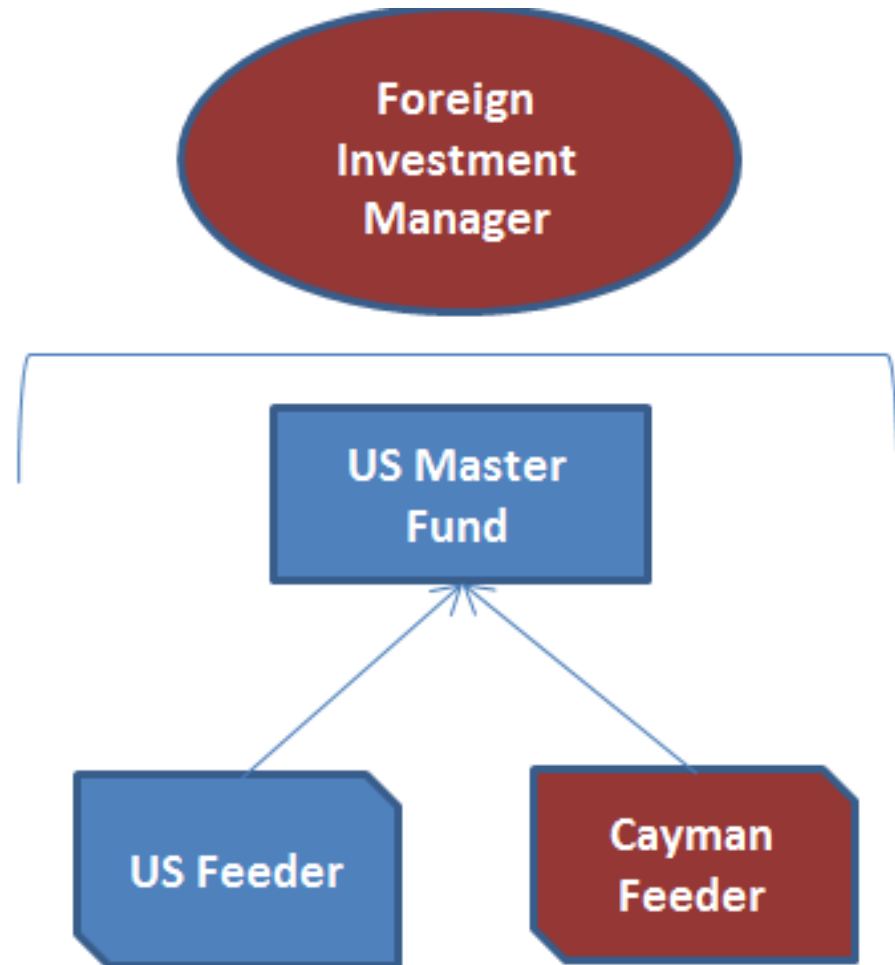 Foreign
Investment
Manager
US Master
Fund
US Feeder
Cayman
Feeder